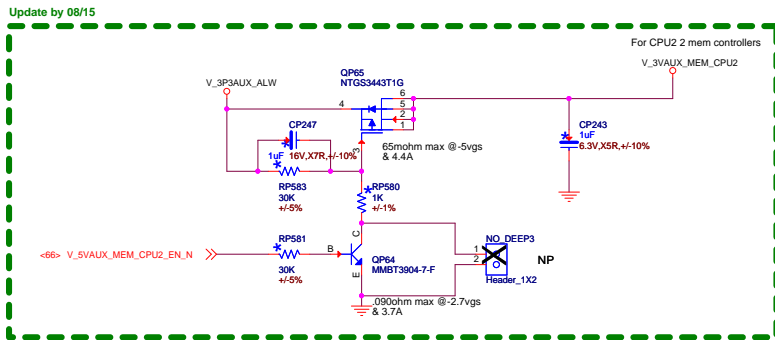 Update by 08/15
For CPU2 2 mem controllers
V_3VAUX_MEM_CPU2
V_3P3AUX_ALW
QP65
NTGS3443T1G
4
6
5
2
1
3
CP247
1uF
16V,X7R,+/-10%
65mohm max @-5vgs
& 4.4A
CP243
1uF
6.3V,X5R,+/-10%
RP583
30K
+/-5%
RP580
1K
+/-1%
<66> V_5VAUX_MEM_CPU2_EN_N
RP581
30K
+/-5%
B
C
E
QP64
MMBT3904-7-F
NO_DEEP3
1
2
NP
Header_1X2
.090ohm max @-2.7vgs
& 3.7A